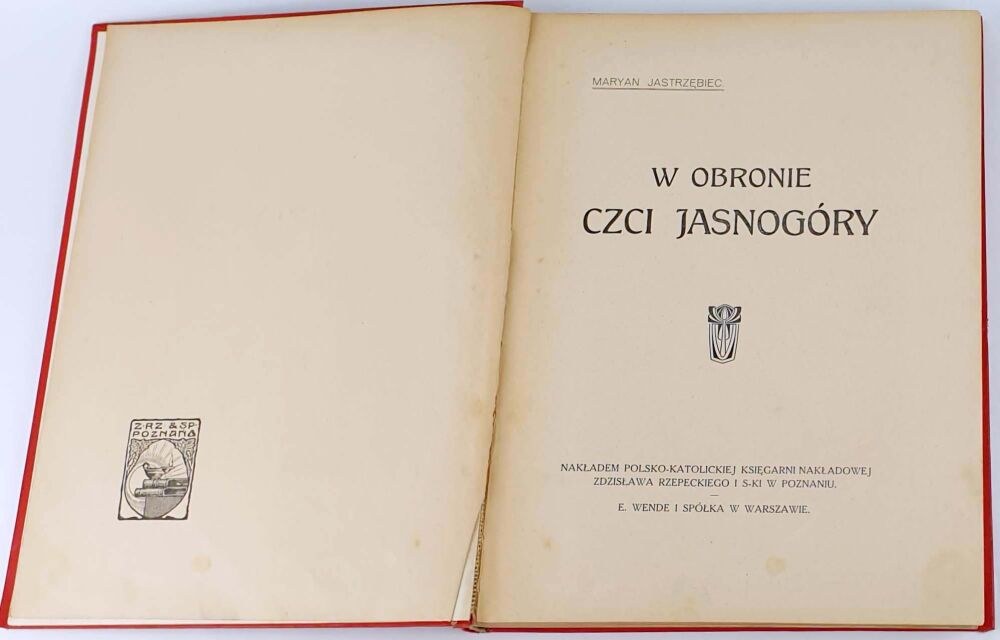 Z·RZ & SP·
POZNAŃ
MARYAN JASTRZĘBIEC.
W OBRONIE
CZCI JASNOGÓRY
NAKŁADEM POLSKO-KATOLICKIEJ KSIĘGARNI NAKŁADOWEJ
ZDZISŁAWA RZEPECKIEGO I S-KI W POZNANIU.
E. WENDE I SPÓŁKA W WARSZAWIE.